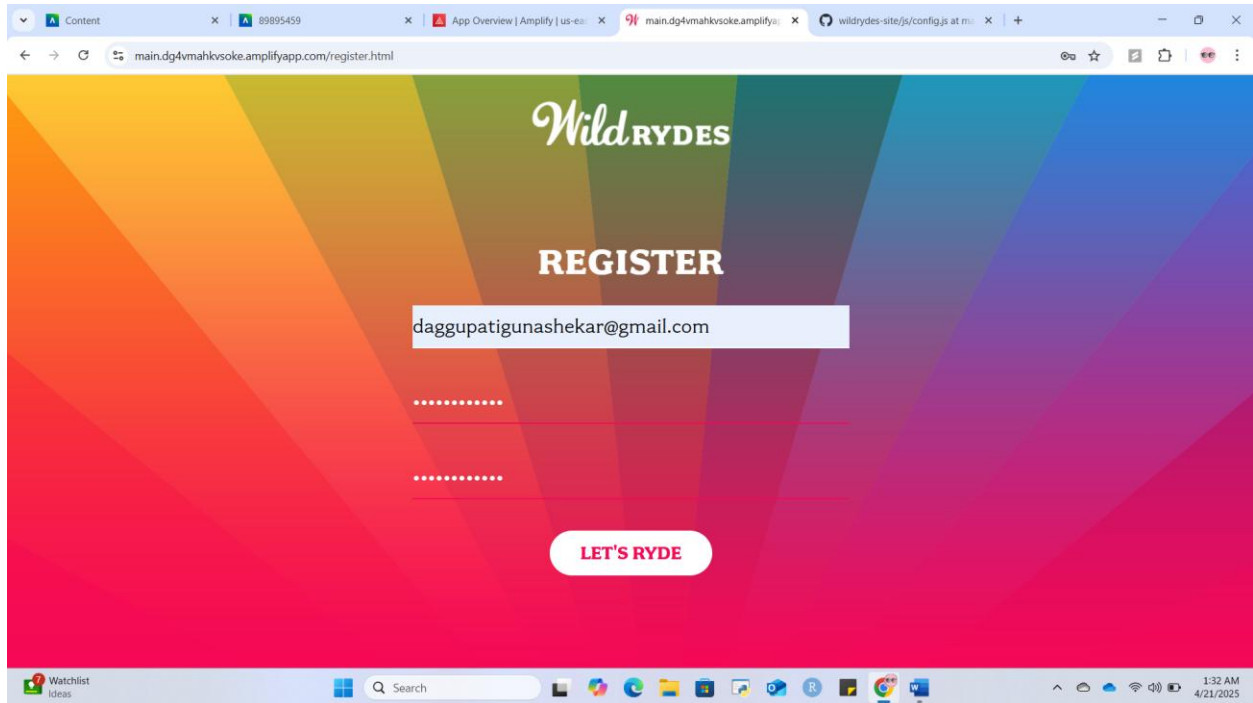 Content
89895459
App Overview | Amplify | us-eas
main.dg4vmahkvsoke.amplifyap
wildrydes-site/js/config.js at ma
main.dg4vmahkvsoke.amplifyapp.com/register.html
Wild RYDES
REGISTER
daggupatigunashekar@gmail.com
••••••••••••
••••••••••••
LET'S RYDE
7
Watchlist
Ideas
Search
1:32 AM
4/21/2025